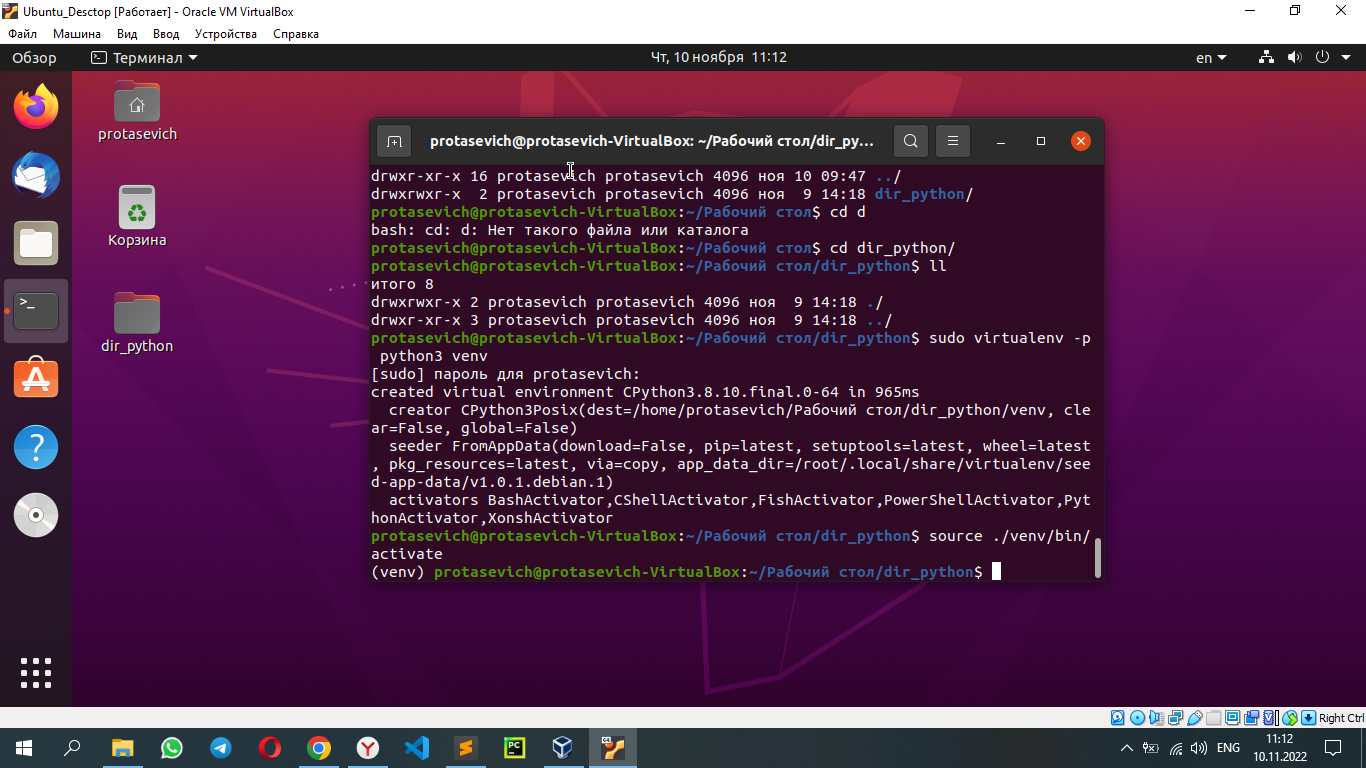 Ubuntu_Desctop [Работает] - Oracle VM VirtualBox
Файл Машина Вид Ввод Устройства Справка
Обзор Терминал Чт, 10 ноября 11:12 en
protasevich
Корзина
dir_python
protasevich@protasevich-VirtualBox: ~/Рабочий стол/dir_py...
drwxr-xr-x 16 protasevich protasevich 4096 ноя 10 09:47 ../
drwxrwxr-x  2 protasevich protasevich 4096 ноя  9 14:18 dir_python/
protasevich@protasevich-VirtualBox:~/Рабочий стол$ cd d
bash: cd: d: Нет такого файла или каталога
protasevich@protasevich-VirtualBox:~/Рабочий стол$ cd dir_python/
protasevich@protasevich-VirtualBox:~/Рабочий стол/dir_python$ ll
итого 8
drwxrwxr-x 2 protasevich protasevich 4096 ноя  9 14:18 ./
drwxr-xr-x 3 protasevich protasevich 4096 ноя  9 14:18 ../
protasevich@protasevich-VirtualBox:~/Рабочий стол/dir_python$ sudo virtualenv -p
 python3 venv
[sudo] пароль для protasevich:
created virtual environment CPython3.8.10.final.0-64 in 965ms
  creator CPython3Posix(dest=/home/protasevich/Рабочий стол/dir_python/venv, cle
ar=False, global=False)
  seeder FromAppData(download=False, pip=latest, setuptools=latest, wheel=latest
, pkg_resources=latest, via=copy, app_data_dir=/root/.local/share/virtualenv/see
d-app-data/v1.0.1.debian.1)
  activators BashActivator,CShellActivator,FishActivator,PowerShellActivator,Pyt
honActivator,XonshActivator
protasevich@protasevich-VirtualBox:~/Рабочий стол/dir_python$ source ./venv/bin/
activate
(venv) protasevich@protasevich-VirtualBox:~/Рабочий стол/dir_python$
Right Ctrl
ENG
11:12
10.11.2022